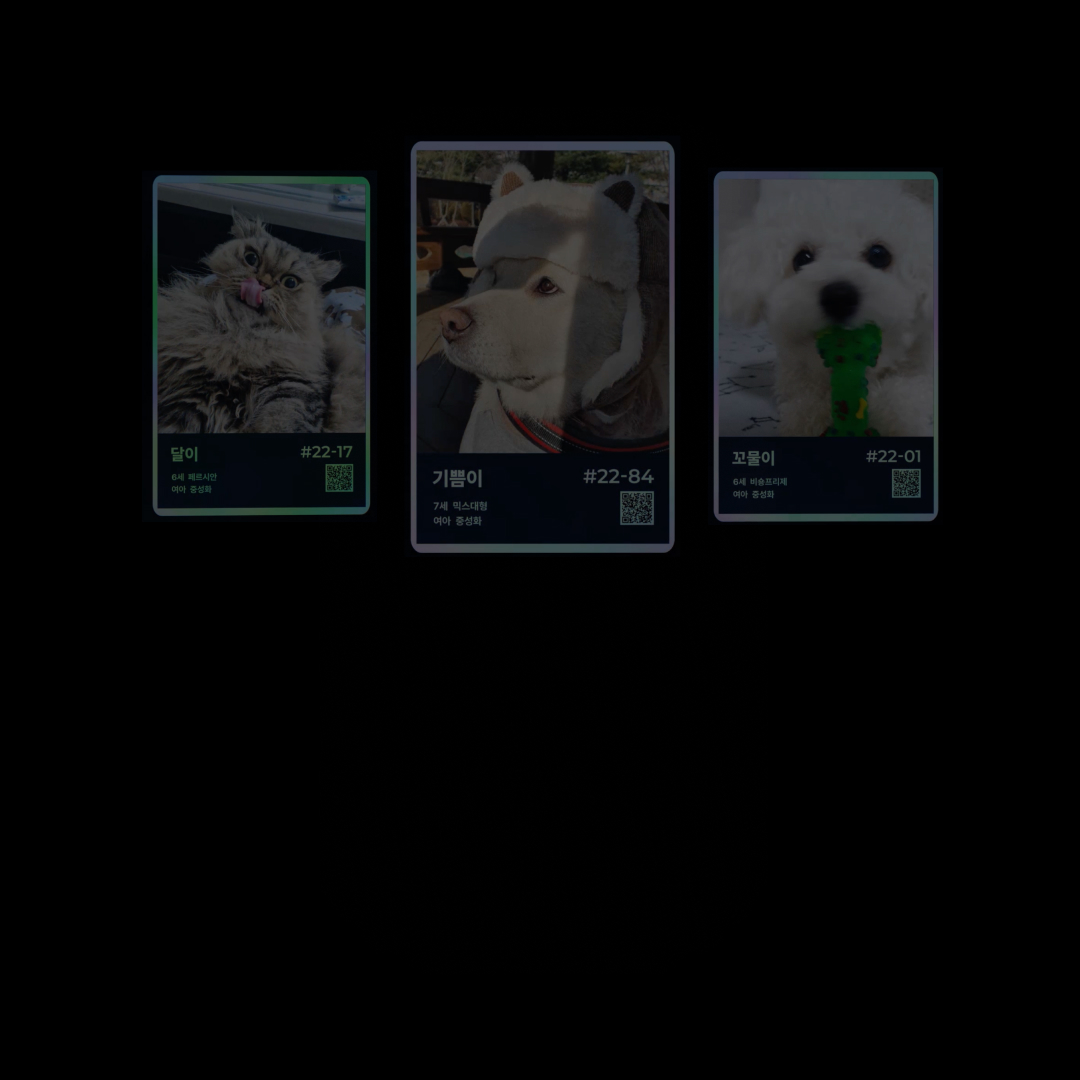 달이
#22-17
6세 페르시안
여아 중성화
기쁨이
#22-84
7세 믹스대형
여아 중성화
꼬물이
#22-01
6세 비숑프리제
여아 중성화